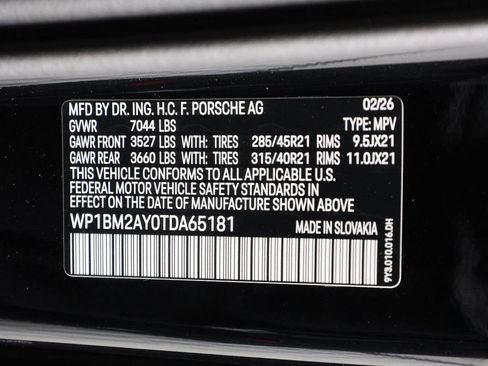 MFD BY DR. ING. H.C. F. PORSCHE AG 02/26
GVWR 7044 LBS TYPE: MPV
GAWR FRONT 3527 LBS WITH: TIRES 285/45R21 RIMS 9.5JX21
GAWR REAR 3660 LBS WITH: TIRES 315/40R21 RIMS 11.0JX21
THIS VEHICLE CONFORMS TO ALL APPLICABLE U.S.
FEDERAL MOTOR VEHICLE SAFETY STANDARDS IN
EFFECT ON THE DATE OF MANUFACTURE SHOWN ABOVE.
WP1BM2AY0TDA65181 MADE IN SLOVAKIA
9Y3.010.016.DH